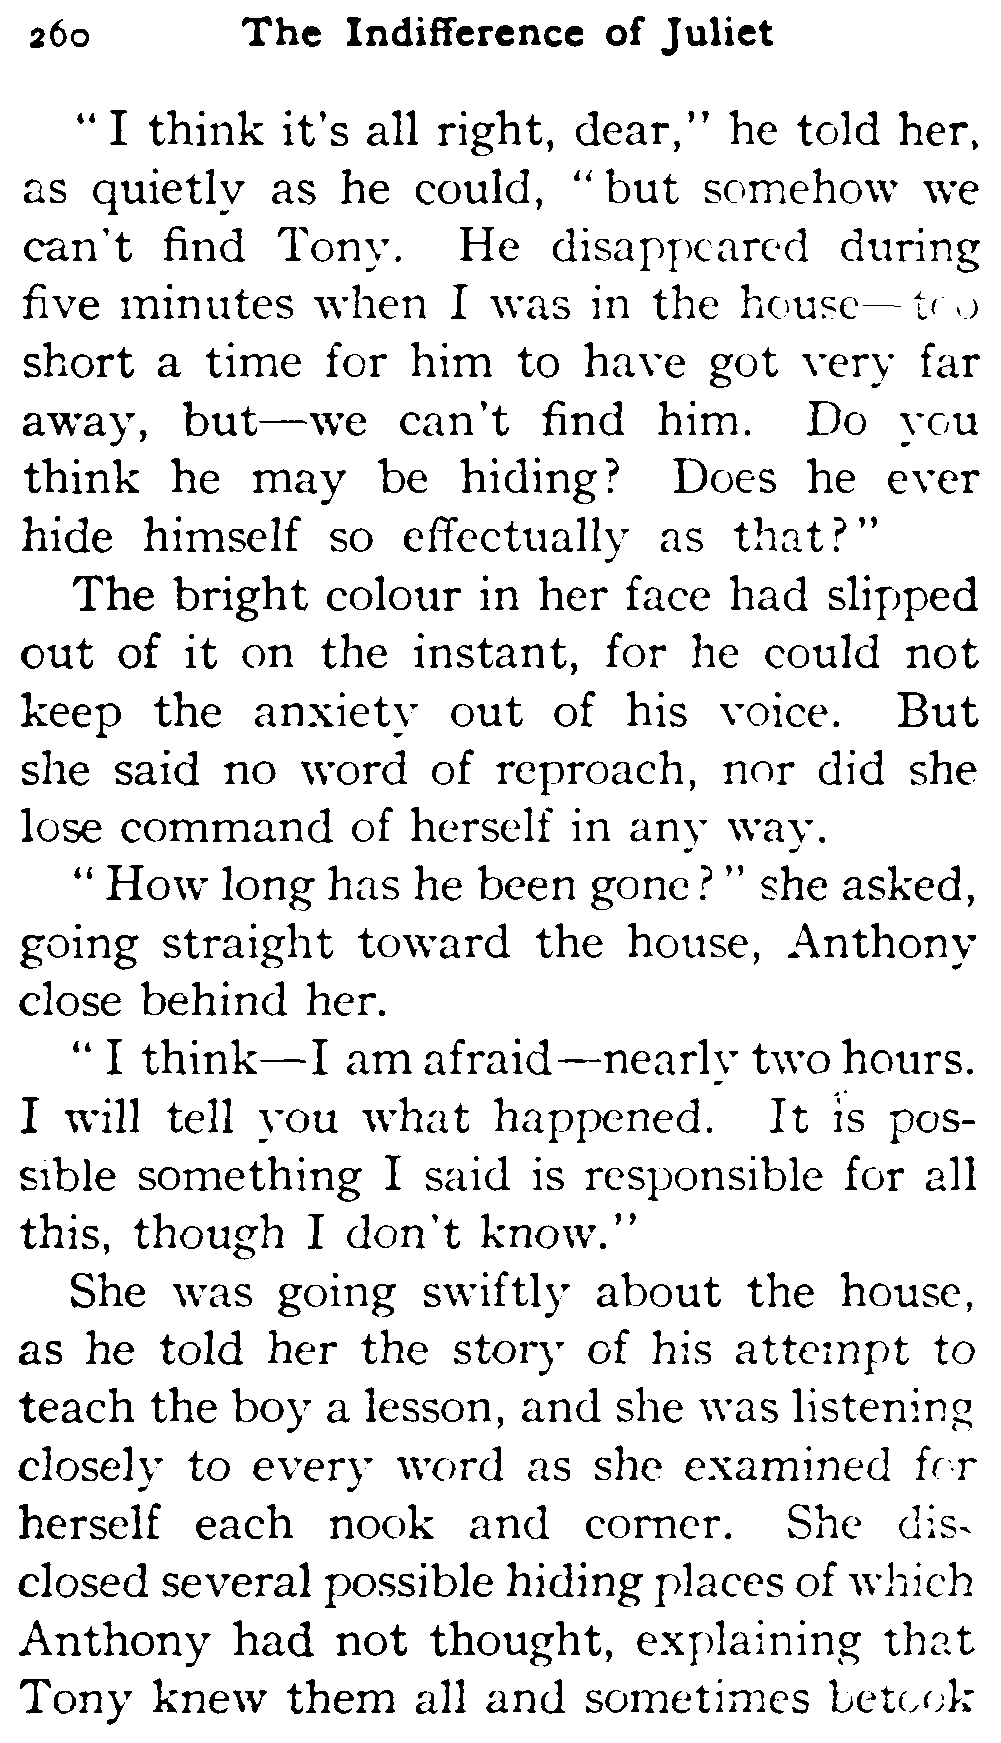 260 The Indifference of Juliet
"I think it's all right, dear," he told her,
as quietly as he could, "but somehow we
can't find Tony. He disappeared during
five minutes when I was in the house—too
short a time for him to have got very far
away, but—we can't find him. Do you
think he may be hiding? Does he ever
hide himself so effectually as that?"
The bright colour in her face had slipped
out of it on the instant, for he could not
keep the anxiety out of his voice. But
she said no word of reproach, nor did she
lose command of herself in any way.
"How long has he been gone?" she asked,
going straight toward the house, Anthony
close behind her.
"I think—I am afraid—nearly two hours.
I will tell you what happened. It is pos-
sible something I said is responsible for all
this, though I don't know."
She was going swiftly about the house,
as he told her the story of his attempt to
teach the boy a lesson, and she was listening
closely to every word as she examined for
herself each nook and corner. She dis-
closed several possible hiding places of which
Anthony had not thought, explaining that
Tony knew them all and sometimes betook